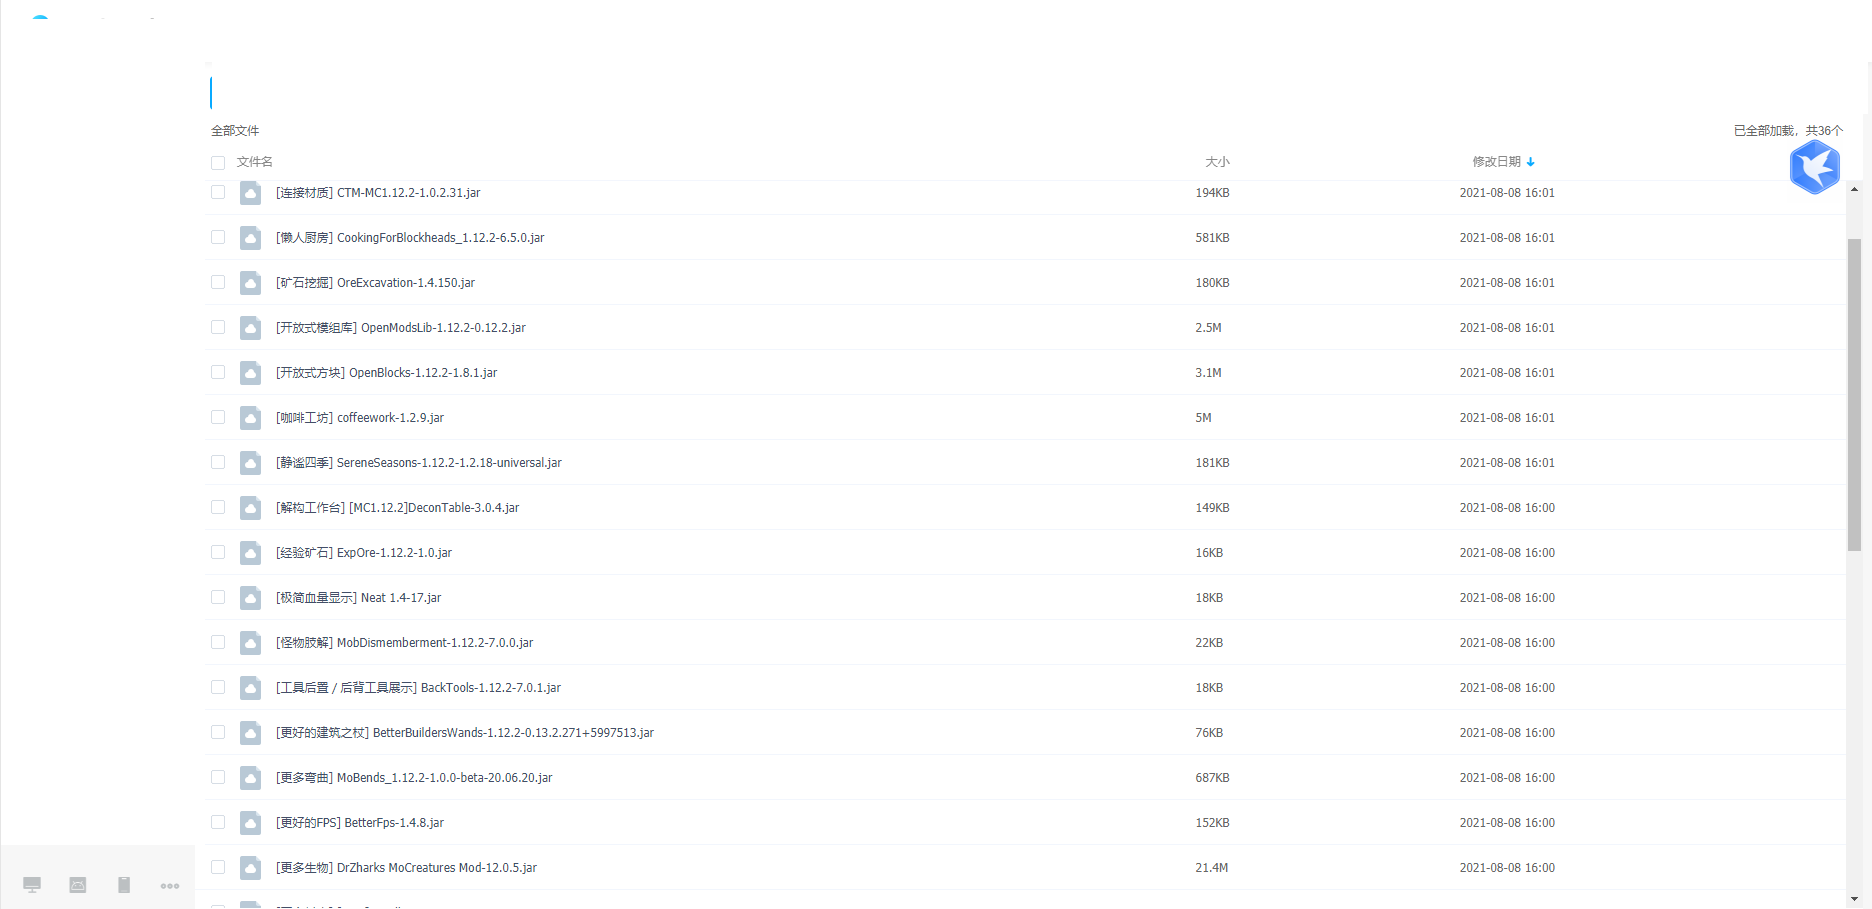 全部文件 已全部加载，共36个
文件名 大小 修改日期
[连接材质] CTM-MC1.12.2-1.0.2.31.jar 194KB 2021-08-08 16:01
[懒人厨房] CookingForBlockheads_1.12.2-6.5.0.jar 581KB 2021-08-08 16:01
[矿石挖掘] OreExcavation-1.4.150.jar 180KB 2021-08-08 16:01
[开放式模组库] OpenModsLib-1.12.2-0.12.2.jar 2.5M 2021-08-08 16:01
[开放式方块] OpenBlocks-1.12.2-1.8.1.jar 3.1M 2021-08-08 16:01
[咖啡工坊] coffeework-1.2.9.jar 5M 2021-08-08 16:01
[静谧四季] SereneSeasons-1.12.2-1.2.18-universal.jar 181KB 2021-08-08 16:01
[解构工作台] [MC1.12.2]DeconTable-3.0.4.jar 149KB 2021-08-08 16:00
[经验矿石] ExpOre-1.12.2-1.0.jar 16KB 2021-08-08 16:00
[极简血量显示] Neat 1.4-17.jar 18KB 2021-08-08 16:00
[怪物肢解] MobDismemberment-1.12.2-7.0.0.jar 22KB 2021-08-08 16:00
[工具后置 / 后背工具展示] BackTools-1.12.2-7.0.1.jar 18KB 2021-08-08 16:00
[更好的建筑之杖] BetterBuildersWands-1.12.2-0.13.2.271+5997513.jar 76KB 2021-08-08 16:00
[更多弯曲] MoBends_1.12.2-1.0.0-beta-20.06.20.jar 687KB 2021-08-08 16:00
[更好的FPS] BetterFps-1.4.8.jar 152KB 2021-08-08 16:00
[更多生物] DrZharks MoCreatures Mod-12.0.5.jar 21.4M 2021-08-08 16:00